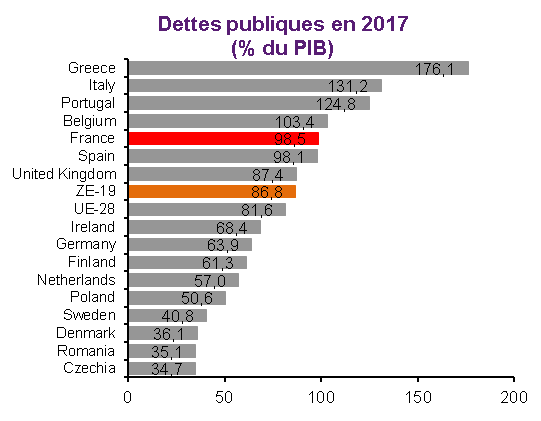 Dettes publiques en 2017
(% du PIB)
Greece 176,1
Italy 131,2
Portugal 124,8
Belgium 103,4
France 98,5
Spain 98,1
United Kingdom 87,4
ZE-19 86,8
UE-28 81,6
Ireland 68,4
Germany 63,9
Finland 61,3
Netherlands 57,0
Poland 50,6
Sweden 40,8
Denmark 36,1
Romania 35,1
Czechia 34,7
0 50 100 150 200